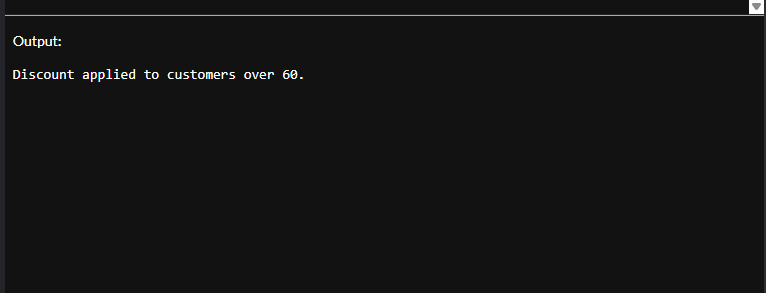 Output:
Discount applied to customers over 60.